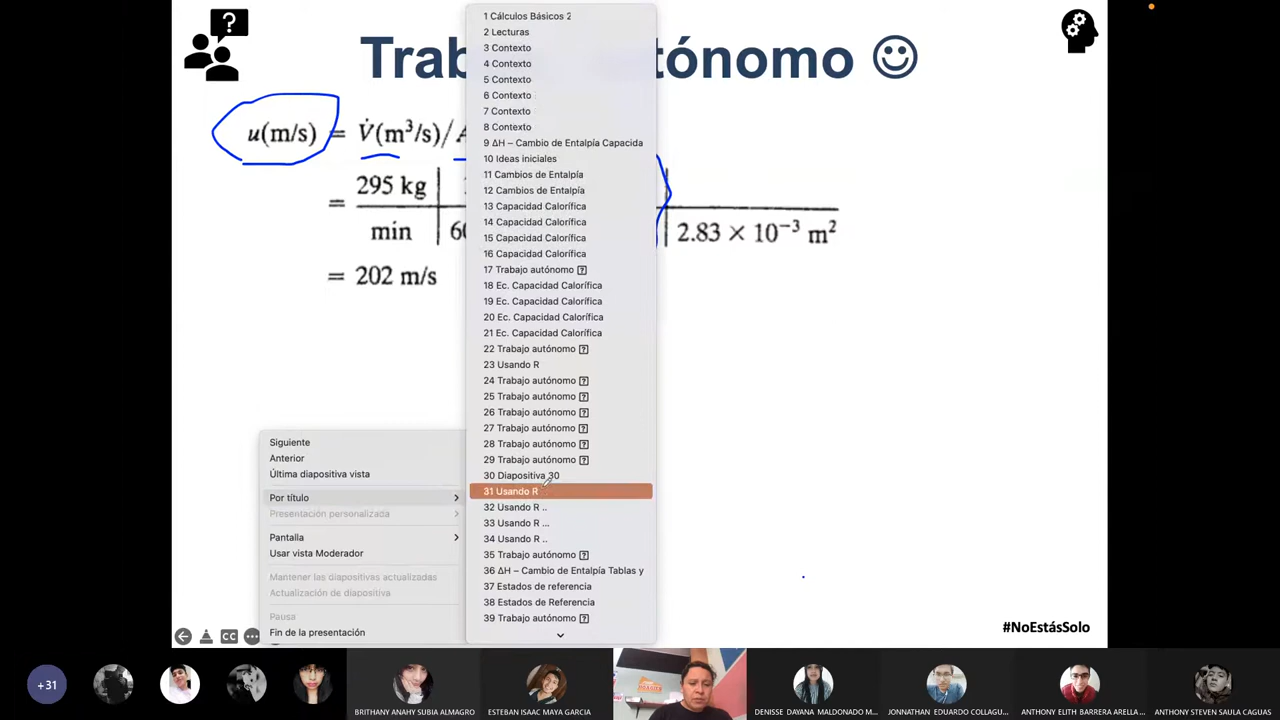 Trab
tónomo ☺
u(m/s) = V̇(m³/s)/A
= 295 kg
min
60
2.83 × 10⁻³ m²
= 202 m/s
1 Cálculos Básicos 2
2 Lecturas
3 Contexto
4 Contexto
5 Contexto
6 Contexto
7 Contexto
8 Contexto
9 ΔH – Cambio de Entalpía Capacida
10 Ideas iniciales
11 Cambios de Entalpía
12 Cambios de Entalpía
13 Capacidad Calorífica
14 Capacidad Calorífica
15 Capacidad Calorífica
16 Capacidad Calorífica
17 Trabajo autónomo ?
18 Ec. Capacidad Calorífica
19 Ec. Capacidad Calorífica
20 Ec. Capacidad Calorífica
21 Ec. Capacidad Calorífica
22 Trabajo autónomo ?
23 Usando R
24 Trabajo autónomo ?
25 Trabajo autónomo ?
26 Trabajo autónomo ?
27 Trabajo autónomo ?
28 Trabajo autónomo ?
29 Trabajo autónomo ?
30 Diapositiva 30
31 Usando R
32 Usando R ..
33 Usando R ...
34 Usando R ..
35 Trabajo autónomo ?
36 ΔH – Cambio de Entalpía Tablas y
37 Estados de referencia
38 Estados de Referencia
39 Trabajo autónomo ?
Siguiente
Anterior
Última diapositiva vista
Por título
Presentación personalizada
Pantalla
Usar vista Moderador
Mantener las diapositivas actualizadas
Actualización de diapositiva
Pausa
Fin de la presentación
CC
#NoEstásSolo
+31
BRITHANY ANAHY SUBIA ALMAGRO
ESTEBAN ISAAC MAYA GARCIA
DENISSE DAYANA MALDONADO M...
JONNATHAN EDUARDO COLLAGU...
ANTHONY ELITH BARRERA ARELLA ...
ANTHONY STEVEN SAULA CAGUAS